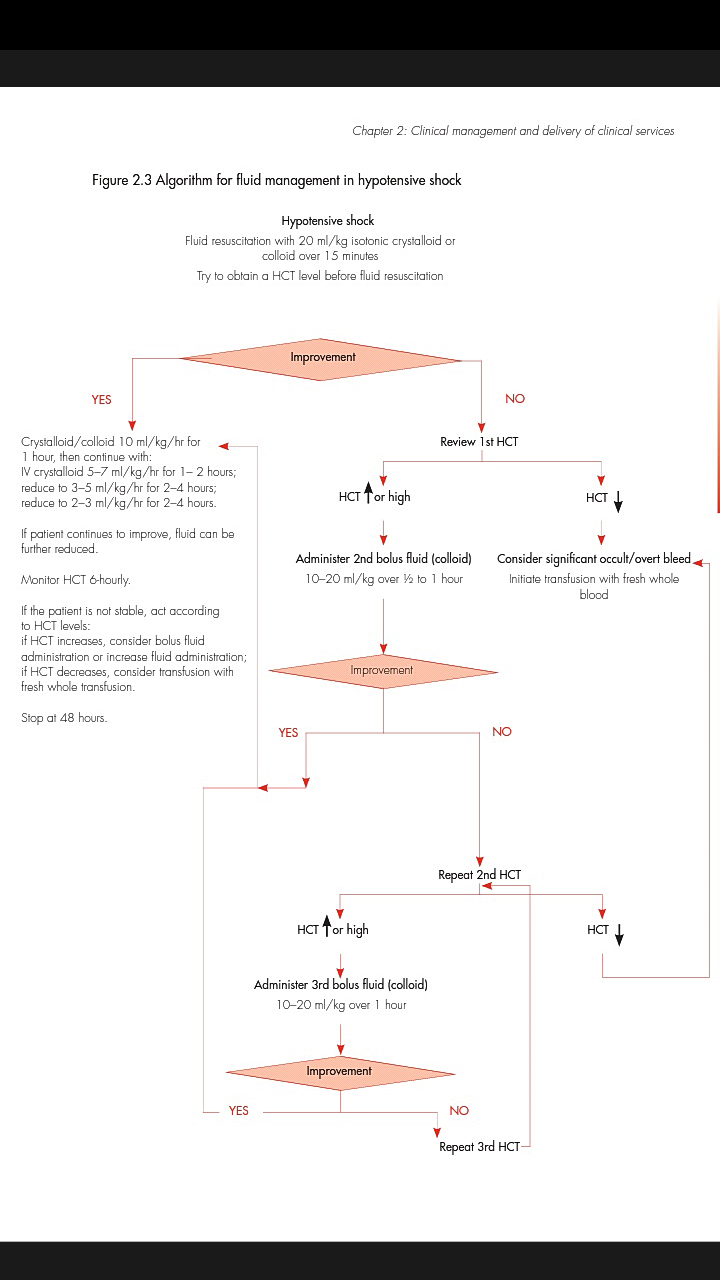 Chapter 2: Clinical management and delivery of clinical services
Figure 2.3 Algorithm for fluid management in hypotensive shock
Hypotensive shock
Fluid resuscitation with 20 ml/kg isotonic crystalloid or
colloid over 15 minutes
Try to obtain a HCT level before fluid resuscitation
Improvement
YES
NO
Crystalloid/colloid 10 ml/kg/hr for
1 hour, then continue with:
IV crystalloid 5–7 ml/kg/hr for 1– 2 hours;
reduce to 3–5 ml/kg/hr for 2–4 hours;
reduce to 2–3 ml/kg/hr for 2–4 hours.
If patient continues to improve, fluid can be
further reduced.
Monitor HCT 6-hourly.
If the patient is not stable, act according
to HCT levels:
if HCT increases, consider bolus fluid
administration or increase fluid administration;
if HCT decreases, consider transfusion with
fresh whole transfusion.
Stop at 48 hours.
Review 1st HCT
HCT ↑ or high
HCT ↓
Administer 2nd bolus fluid (colloid)
10–20 ml/kg over ½ to 1 hour
Consider significant occult/overt bleed
Initiate transfusion with fresh whole
blood
Improvement
YES
NO
Repeat 2nd HCT
HCT ↑ or high
HCT ↓
Administer 3rd bolus fluid (colloid)
10–20 ml/kg over 1 hour
Improvement
YES
NO
Repeat 3rd HCT